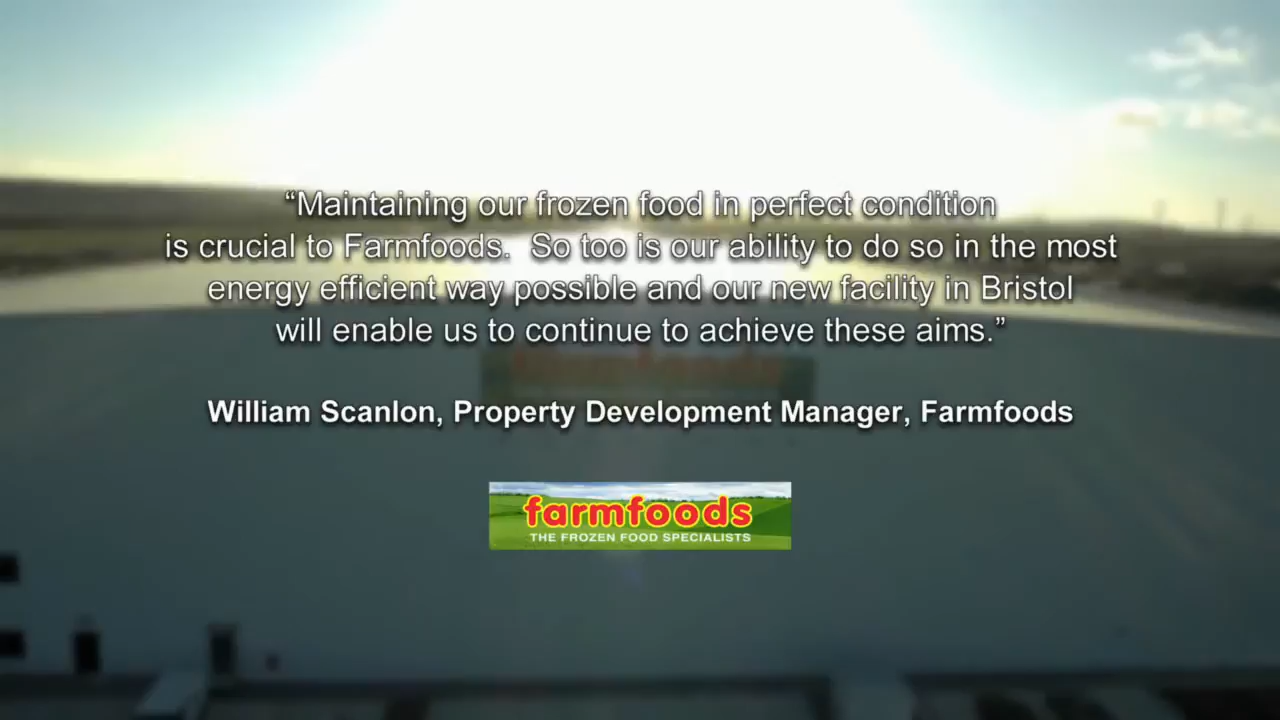 “Maintaining our frozen food in perfect condition
is crucial to Farmfoods.  So too is our ability to do so in the most
energy efficient way possible and our new facility in Bristol
will enable us to continue to achieve these aims.”
William Scanlon, Property Development Manager, Farmfoods
farmfoods
THE FROZEN FOOD SPECIALISTS